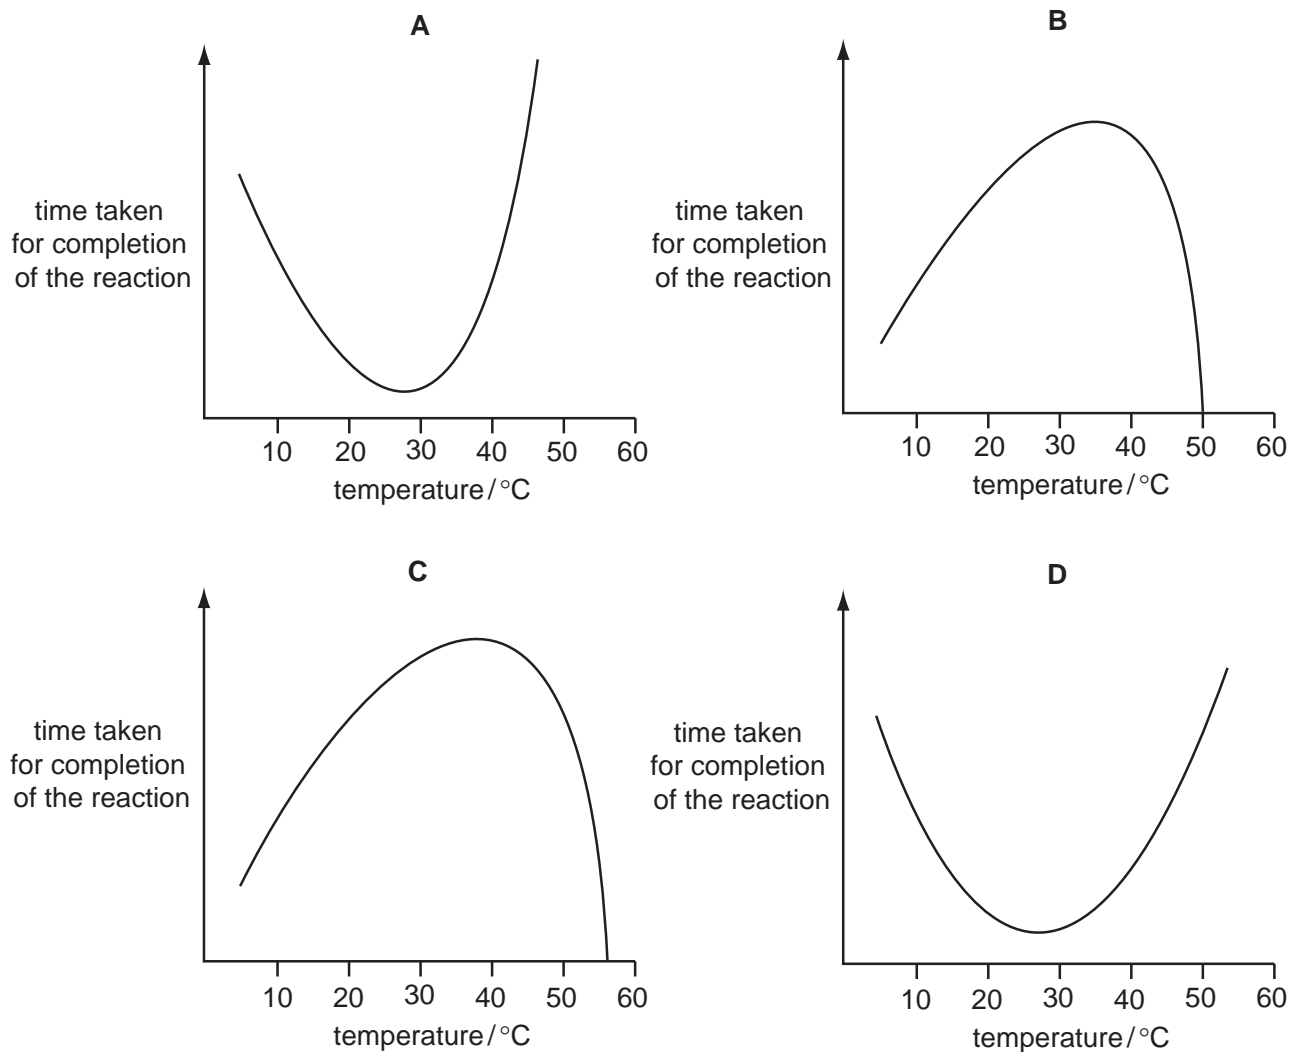 A
time taken
for completion
of the reaction
10 20 30 40 50 60
temperature / °C
B
time taken
for completion
of the reaction
10 20 30 40 50 60
temperature / °C
C
time taken
for completion
of the reaction
10 20 30 40 50 60
temperature / °C
D
time taken
for completion
of the reaction
10 20 30 40 50 60
temperature / °C